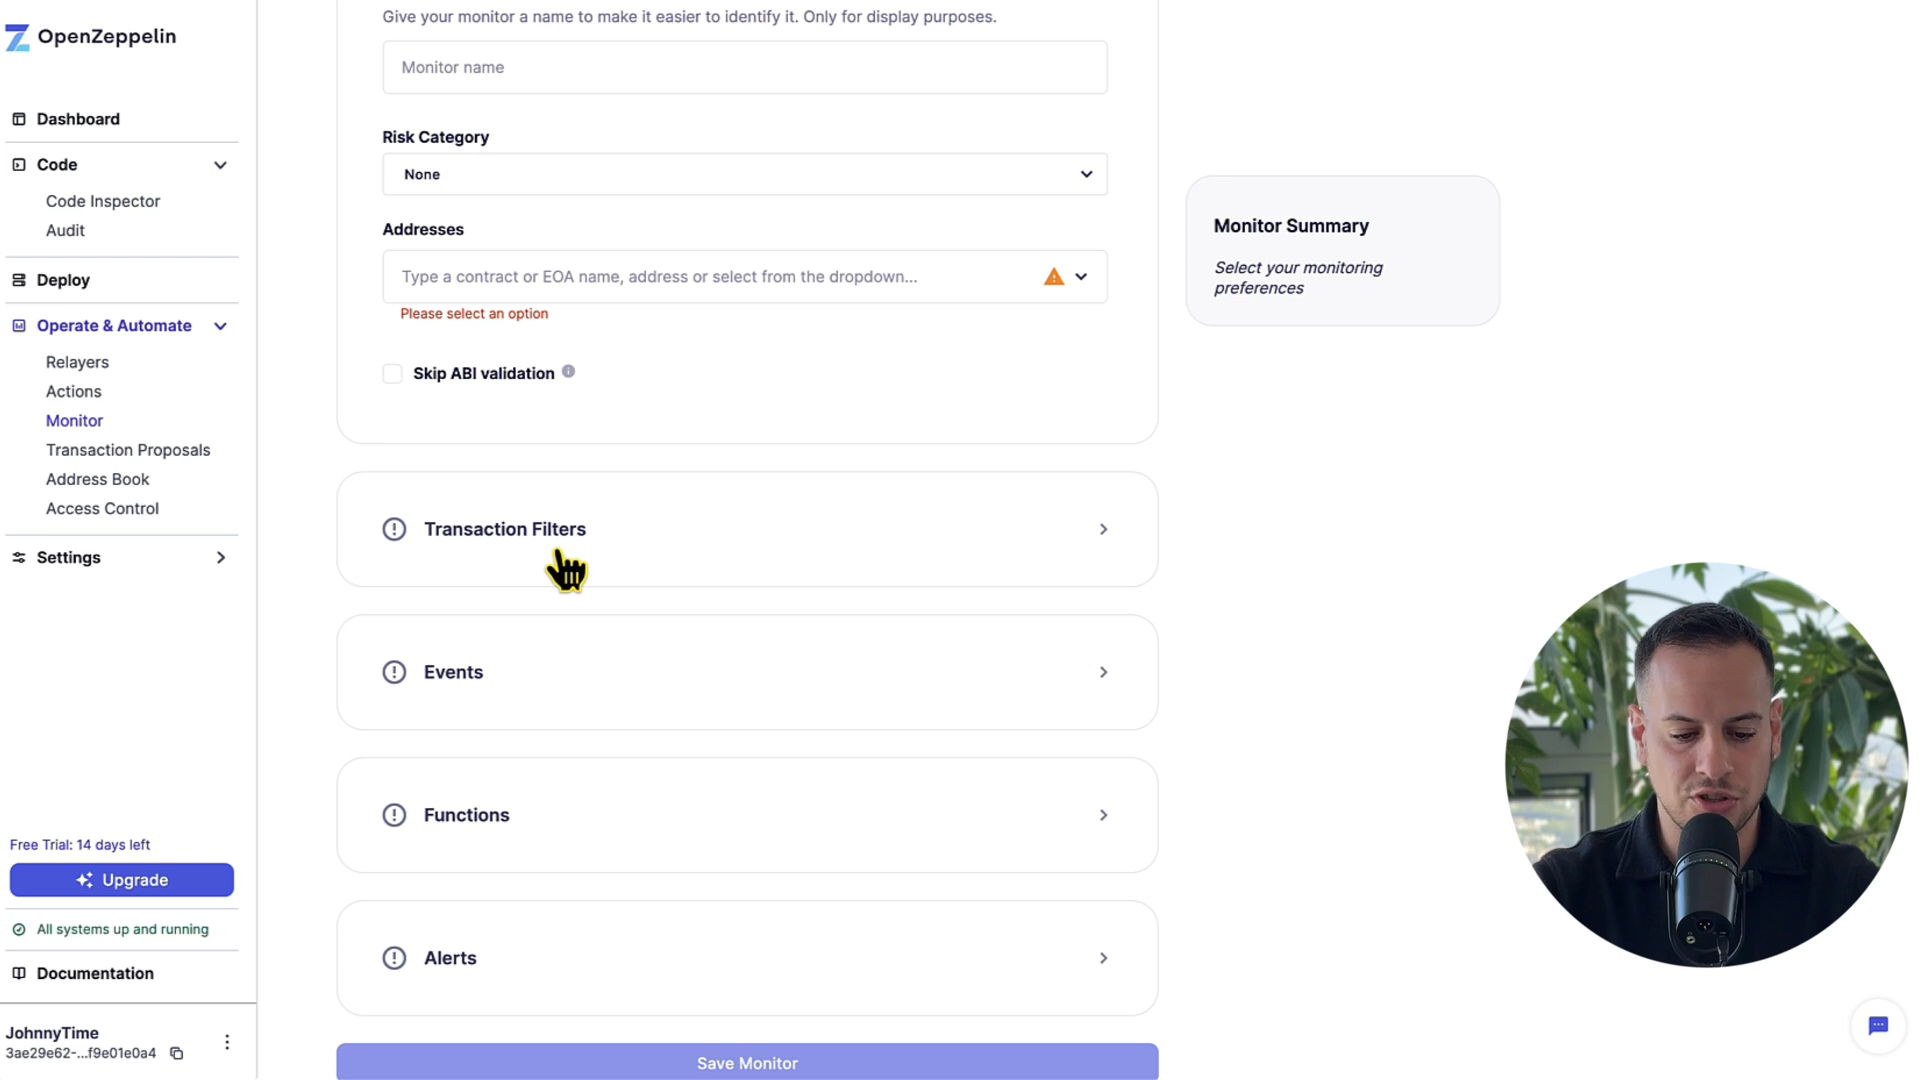 OpenZeppelin
Dashboard
Code
Code Inspector
Audit
Deploy
Operate & Automate
Relayers
Actions
Monitor
Transaction Proposals
Address Book
Access Control
Settings
Free Trial: 14 days left
Upgrade
All systems up and running
Documentation
JohnnyTime
3ae29e62-...f9e01e0a4
Give your monitor a name to make it easier to identify it. Only for display purposes.
Monitor name
Risk Category
None
Addresses
Type a contract or EOA name, address or select from the dropdown...
Please select an option
Skip ABI validation
Transaction Filters
Events
Functions
Alerts
Save Monitor
Monitor Summary
Select your monitoring
preferences